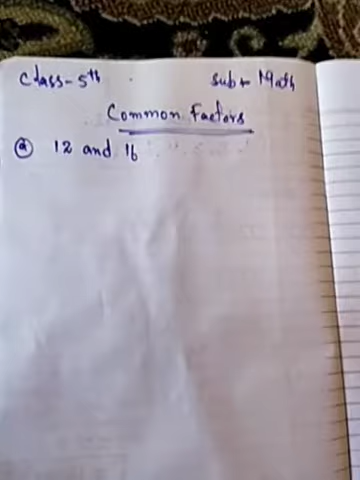 Class-5th sub- Math
Common Factors
(a) 12 and 16